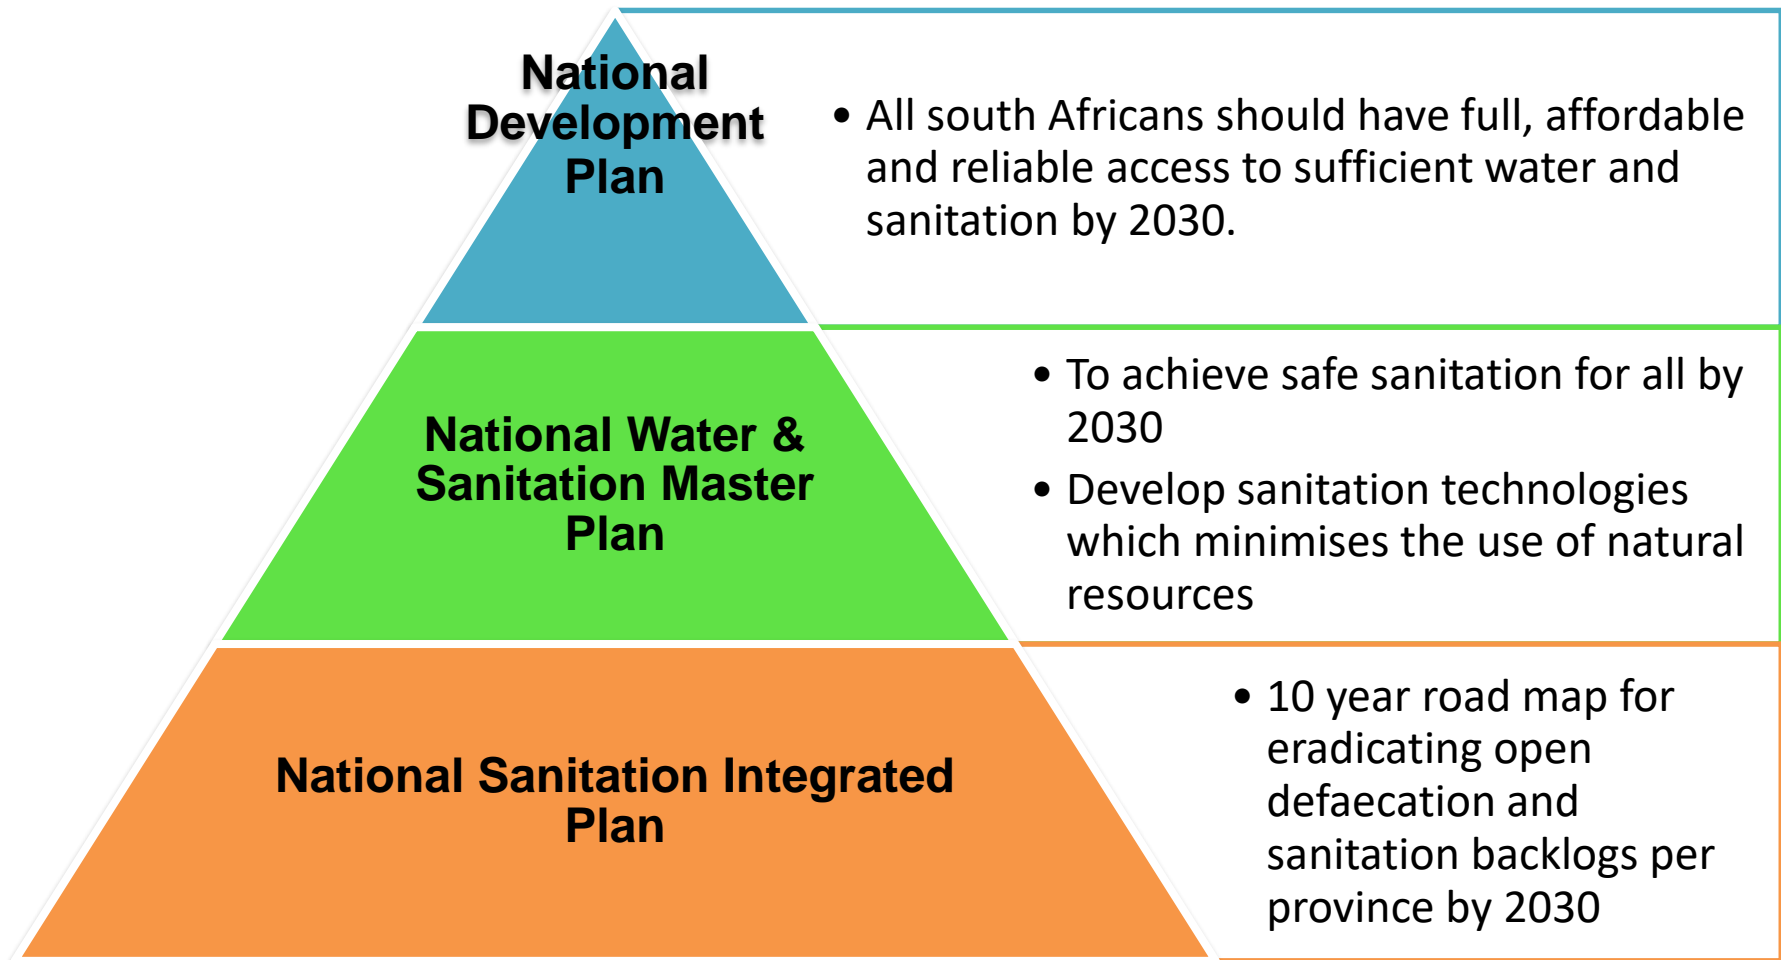 National
Development
Plan
• All south Africans should have full, affordable
and reliable access to sufficient water and
sanitation by 2030.
National Water &
Sanitation Master
Plan
• To achieve safe sanitation for all by
2030
• Develop sanitation technologies
which minimises the use of natural
resources
National Sanitation Integrated
Plan
• 10 year road map for
eradicating open
defaecation and
sanitation backlogs per
province by 2030